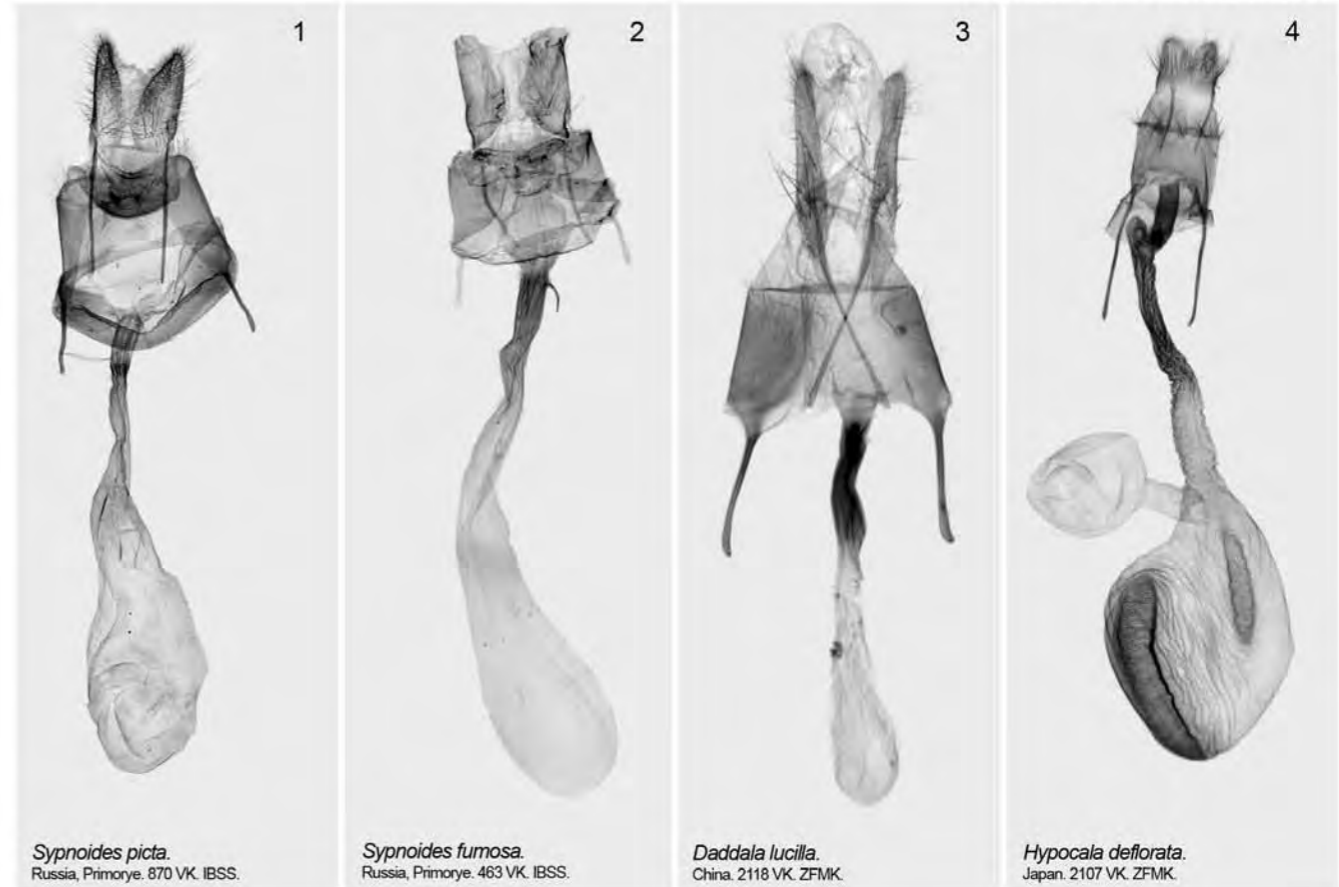 1
2
3
4
Sypnoides picta.
Russia, Primorye. 870 VK. IBSS.
Sypnoides fumosa.
Russia, Primorye. 463 VK. IBSS.
Daddala lucilla.
China. 2118 VK. ZFMK.
Hypocala deflorata.
Japan. 2107 VK. ZFMK.